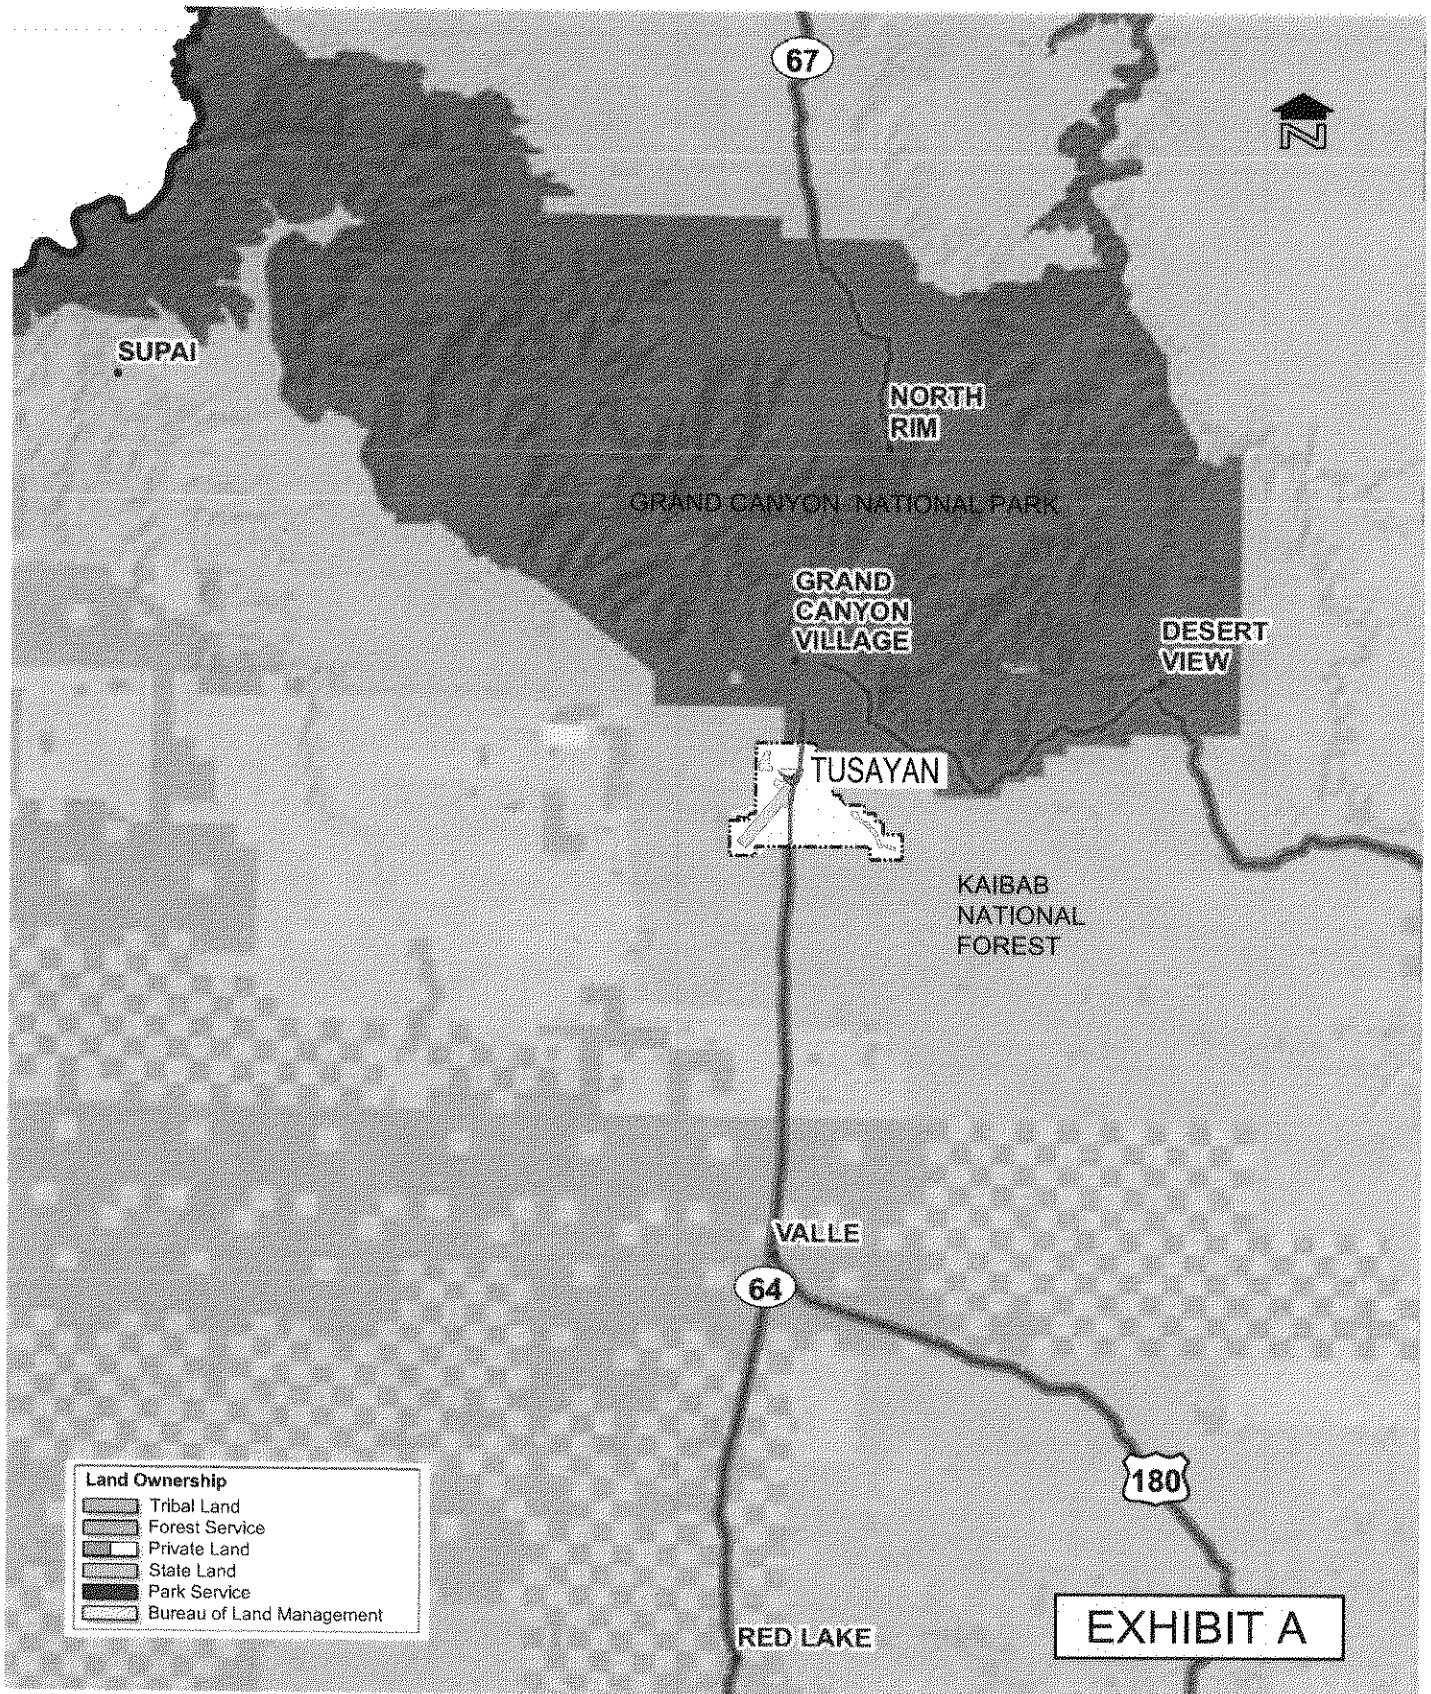 67
N
SUPAI
NORTH
RIM
GRAND CANYON NATIONAL PARK
GRAND
CANYON
VILLAGE
DESERT
VIEW
TUSAYAN
KAIBAB
NATIONAL
FOREST
VALLE
64
180
Land Ownership
Tribal Land
Forest Service
Private Land
State Land
Park Service
Bureau of Land Management
RED LAKE
EXHIBIT A